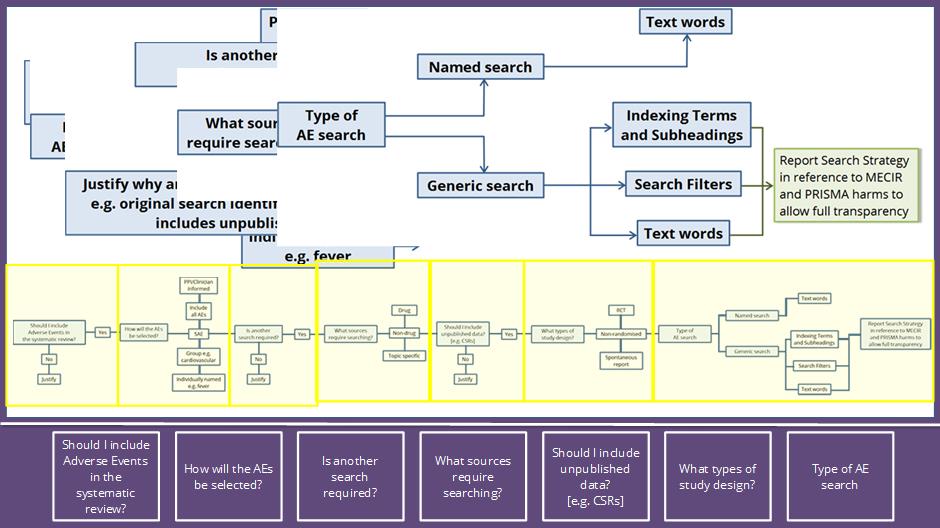 Text words
P
Is another
Named search
What sour
require sear
Type of
AE search
Indexing Terms
and Subheadings
AE
Report Search Strategy
in reference to MECIR
and PRISMA harms to
allow full transparency
Justify why a
e.g. original search identi
includes unpublis
Generic search
Search Filters
Text words
e.g. fever
Should I include
Adverse Events in
the systematic review?
Yes
No
Justify
How will the AEs
be selected?
PPI/Clinician
informed
Include
all AEs
SAE
Group e.g.
cardiovascular
Individually named
e.g. fever
Is another
search required?
Yes
No
Justify
What sources
require searching?
Drug
Non-drug
Topic specific
Should I include
unpublished data?
[e.g. CSRs]
Yes
No
Justify
What types of
study design?
RCT
Non-randomised
Spontaneous
report
Type of
AE search
Named search
Generic search
Text words
Indexing Terms
and Subheadings
Search Filters
Text words
Report Search Strategy
in reference to MECIR
and PRISMA harms to
allow full transparency
Should I include
Adverse Events
in the
systematic
review?
How will the AEs
be selected?
Is another
search
required?
What sources
require
searching?
Should I include
unpublished
data?
[e.g. CSRs]
What types of
study design?
Type of AE
search